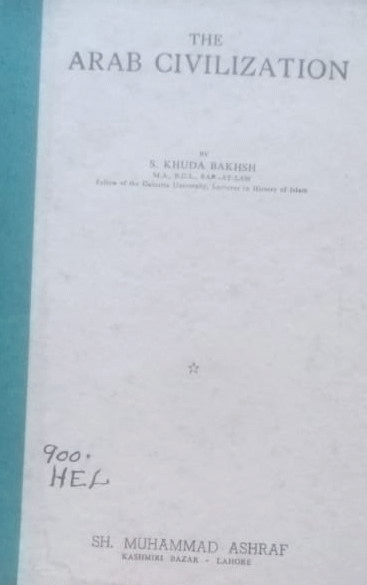 THE
ARAB CIVILIZATION
BY
S. KHUDA BAKHSH
M.A., B.C.L., BAR-AT-LAW
Fellow of the Calcutta University, Lecturer in History of Islam
900.
HEL
SH. MUHAMMAD ASHRAF
KASHMIRI BAZAR - LAHORE